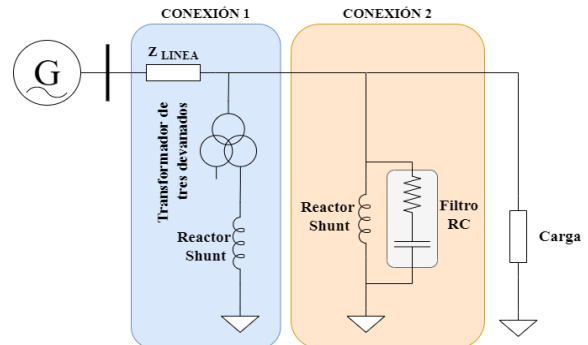 CONEXIÓN 1
CONEXIÓN 2
G
Z LINEA
Transformador de
tres devanados
Reactor
Shunt
Reactor
Shunt
Filtro
RC
Carga